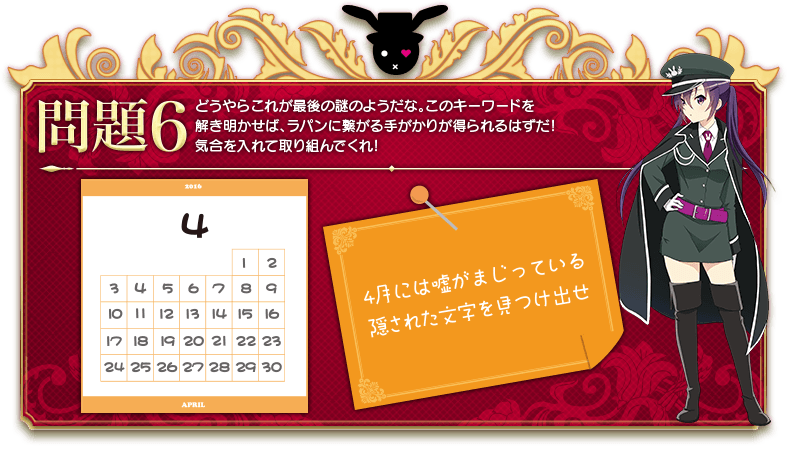 問題6
どうやらこれが最後の謎のようだな。このキーワードを
解き明かせば、ラパンに繋がる手がかりが得られるはずだ!
気合を入れて取り組んでくれ!
2016
4
1 2
3 4 5 6 7 8 9
10 11 12 13 14 15 16
17 18 19 20 21 22 23
24 25 26 27 28 29 30
APRIL
4月には嘘がまじっている
隠された文字を見つけ出せ